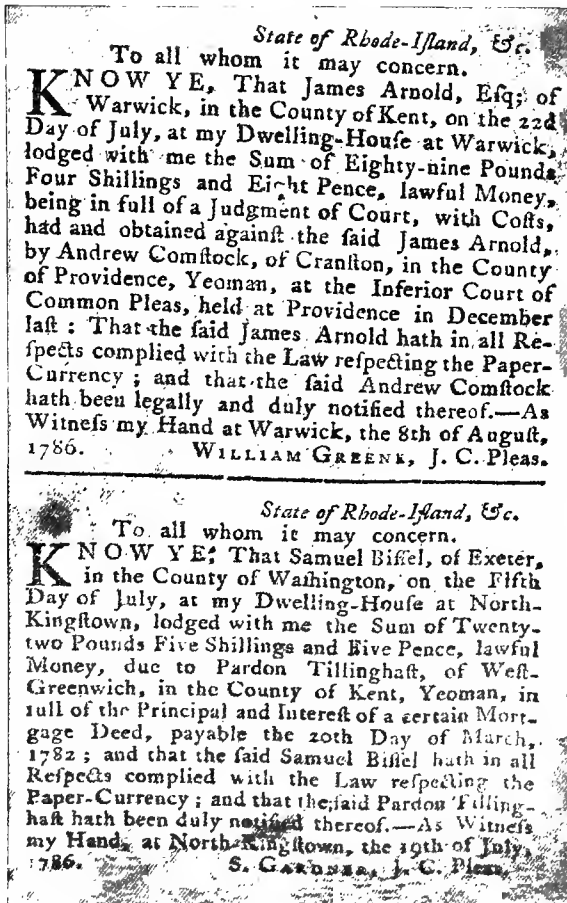 State of Rhode-Iſland, &c.
To all whom it may concern.
KNOW YE, That James Arnold, Eſq; of
Warwick, in the County of Kent, on the 22d
Day of July, at my Dwelling-Houſe at Warwick,
lodged with me the Sum of Eighty-nine Pounds
Four Shillings and Eight Pence, lawful Money,
being in full of a Judgment of Court, with Coſts,
had and obtained againſt the ſaid James Arnold,
by Andrew Comſtock, of Cranſton, in the County
of Providence, Yeoman, at the Inferior Court of
Common Pleas, held at Providence in December
laſt : That the ſaid James Arnold hath in all Re-
ſpects complied with the Law reſpecting the Paper-
Currency ; and that the ſaid Andrew Comſtock
hath been legally and duly notified thereof.—As
Witneſs my Hand at Warwick, the 8th of Auguſt,
1786. WILLIAM GREENE, J. C. Pleas.
State of Rhode-Iſland, &c.
To all whom it may concern.
KNOW YE, That Samuel Biſſel, of Exeter,
in the County of Waſhington, on the Fifth
Day of July, at my Dwelling-Houſe at North-
Kingſtown, lodged with me the Sum of Twenty-
two Pounds Five Shillings and Five Pence, lawful
Money, due to Pardon Tillinghaſt, of Weſt-
Greenwich, in the County of Kent, Yeoman, in
full of the Principal and Intereſt of a certain Mort-
gage Deed, payable the 20th Day of March,
1782 ; and that the ſaid Samuel Biſſel hath in all
Reſpects complied with the Law reſpecting the
Paper-Currency ; and that the ſaid Pardon Tilling-
haſt hath been duly notified thereof.—As Witneſs
my Hand, at North-Kingſtown, the 19th of July,
1786. S. GARDNER, J. C. Pleas.